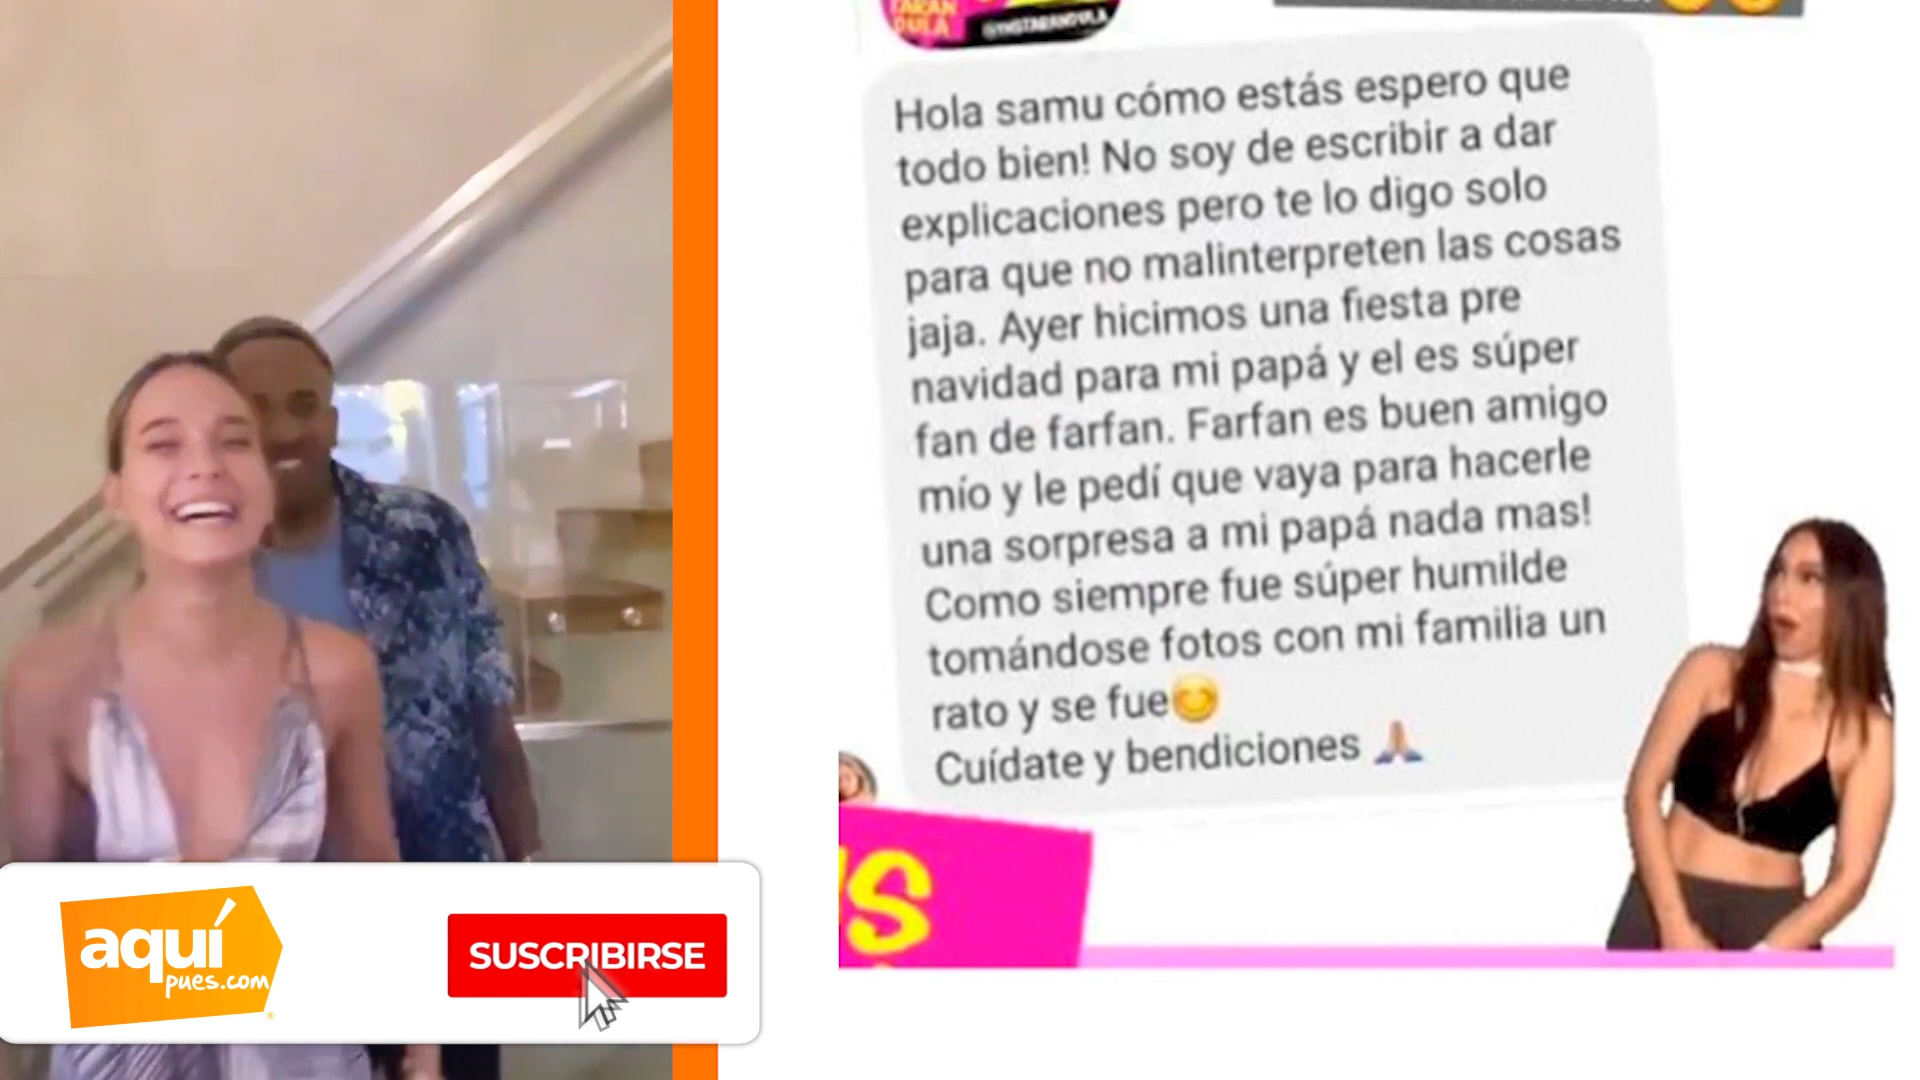 TARAN
DULA
@INSTARANDULA
Hola samu cómo estás espero que
todo bien! No soy de escribir a dar
explicaciones pero te lo digo solo
para que no malinterpreten las cosas
jaja. Ayer hicimos una fiesta pre
navidad para mi papá y el es súper
fan de farfan. Farfan es buen amigo
mío y le pedí que vaya para hacerle
una sorpresa a mi papá nada mas!
Como siempre fue súper humilde
tomándose fotos con mi familia un
rato y se fue😊
Cuídate y bendiciones 🙏🏼
aquí
pues.com
®
SUSCRIBIRSE